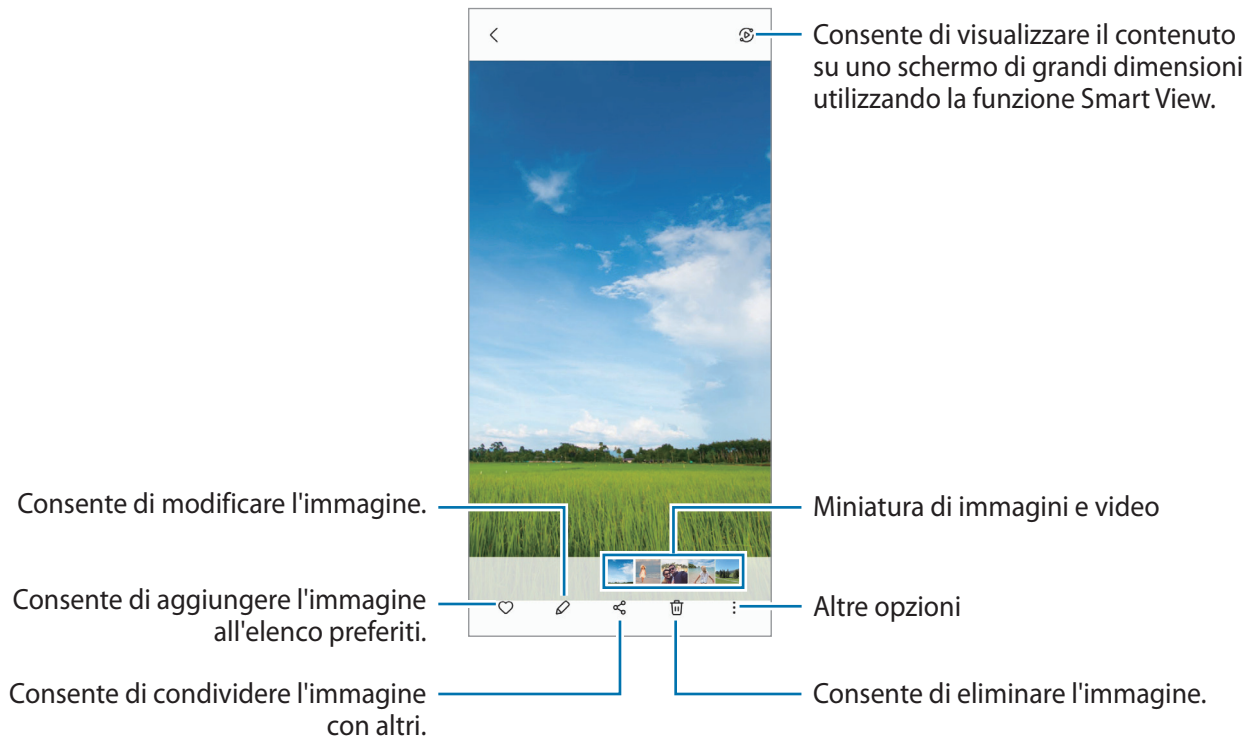 Consente di visualizzare il contenuto
su uno schermo di grandi dimensioni
utilizzando la funzione Smart View.
Consente di modificare l'immagine.
Miniatura di immagini e video
Consente di aggiungere l'immagine
all'elenco preferiti.
Altre opzioni
Consente di condividere l'immagine
con altri.
Consente di eliminare l'immagine.